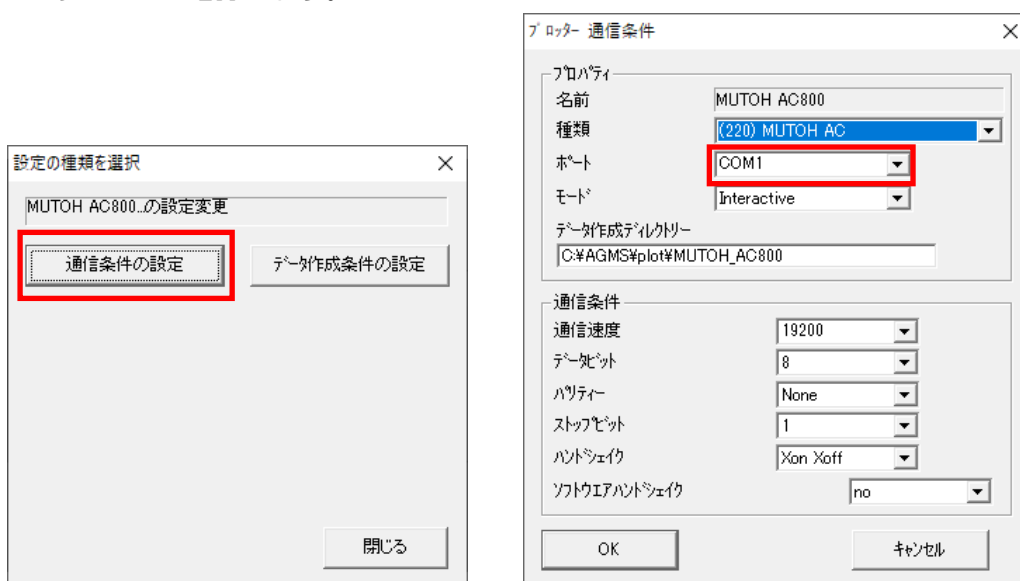 設定の種類を選択
MUTOH AC800..の設定変更
通信条件の設定
ﾃﾞｰﾀ作成条件の設定
閉じる
ﾌﾟﾛｯﾀｰ 通信条件
ﾌﾟﾛﾊﾟﾃｨ
名前 MUTOH AC800
種類 (220) MUTOH AC
ﾎﾟｰﾄ COM1
ﾓｰﾄﾞ Interactive
ﾃﾞｰﾀ作成ﾃﾞｨﾚｸﾄﾘｰ
C:¥AGMS¥plot¥MUTOH_AC800
通信条件
通信速度 19200
ﾃﾞｰﾀﾋﾞｯﾄ 8
ﾊﾟﾘﾃｨｰ None
ｽﾄｯﾌﾟﾋﾞｯﾄ 1
ﾊﾝﾄﾞｼｪｲｸ Xon Xoff
ｿﾌﾄｳｴｱﾊﾝﾄﾞｼｪｲｸ no
OK
ｷｬﾝｾﾙ